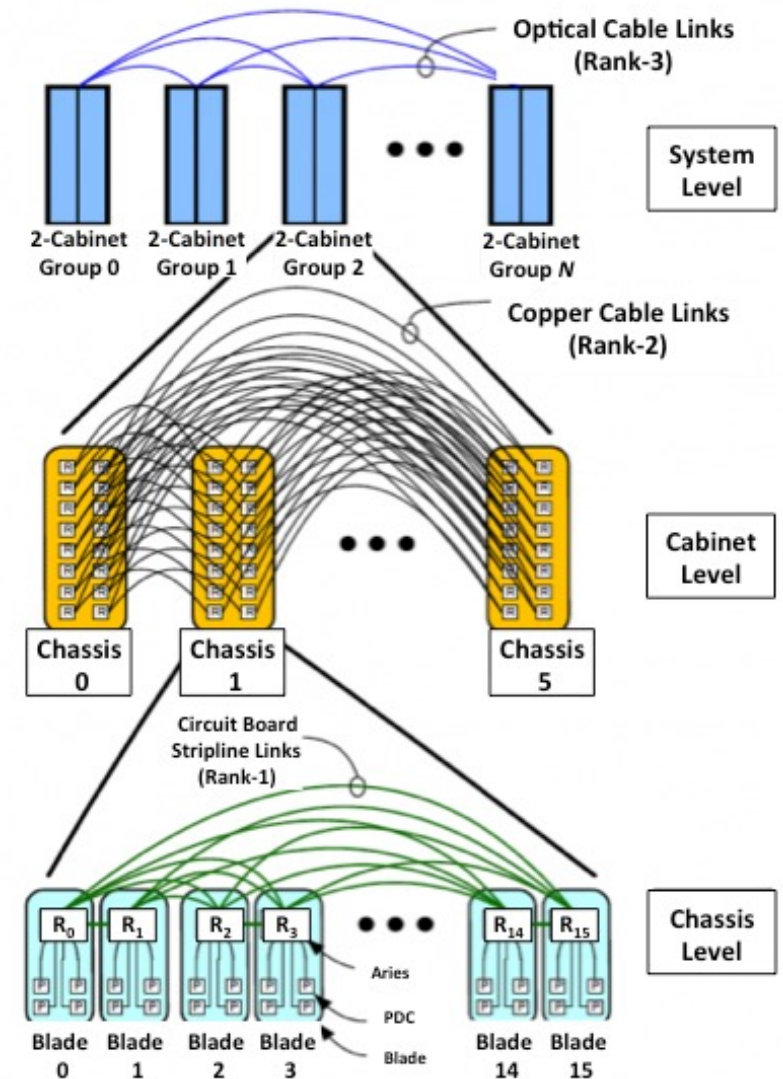 Optical Cable Links
(Rank-3)
System
Level
2-Cabinet
Group 0
2-Cabinet
Group 1
2-Cabinet
Group 2
2-Cabinet
Group N
Copper Cable Links
(Rank-2)
R R R R R R
R R R R R R
R R R R R R
R R R R R R
R R R R R R
R R R R R R
R R R R R R
R R R R R R
Cabinet
Level
Chassis
0
Chassis
1
Chassis
5
Circuit Board
Stripline Links
(Rank-1)
R0 R1 R2 R3 R14 R15
Chassis
Level
Aries
P P P P P P P P P P P P
P P P P P P P P P P P P
PDC
Blade
Blade
0
Blade
1
Blade
2
Blade
3
Blade
14
Blade
15